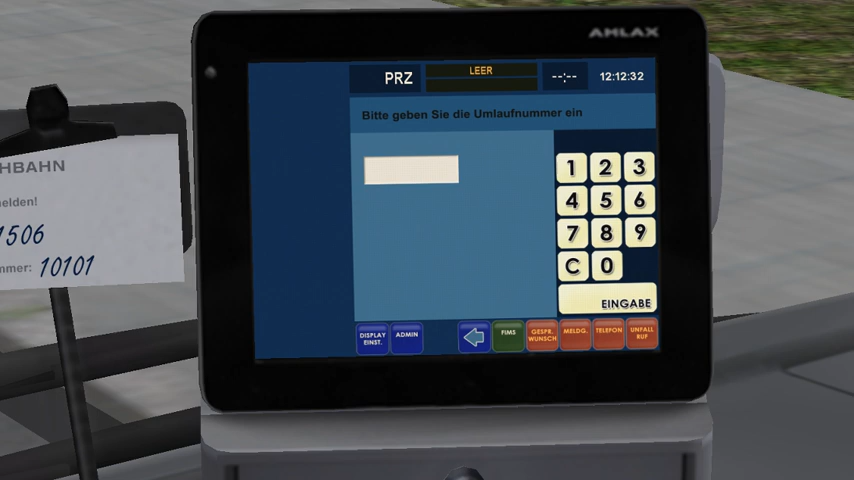 AMLAX
PRZ
LEER
--:--
12:12:32
Bitte geben Sie die Umlaufnummer ein
1 2 3
4 5 6
7 8 9
C 0
EINGABE
DISPLAY
EINST.
ADMIN
FIMS
GESPR.
WUNSCH
MELDG.
TELEFON
UNFALL
RUF
HBAHN
elden!
1506
mmer: 10101